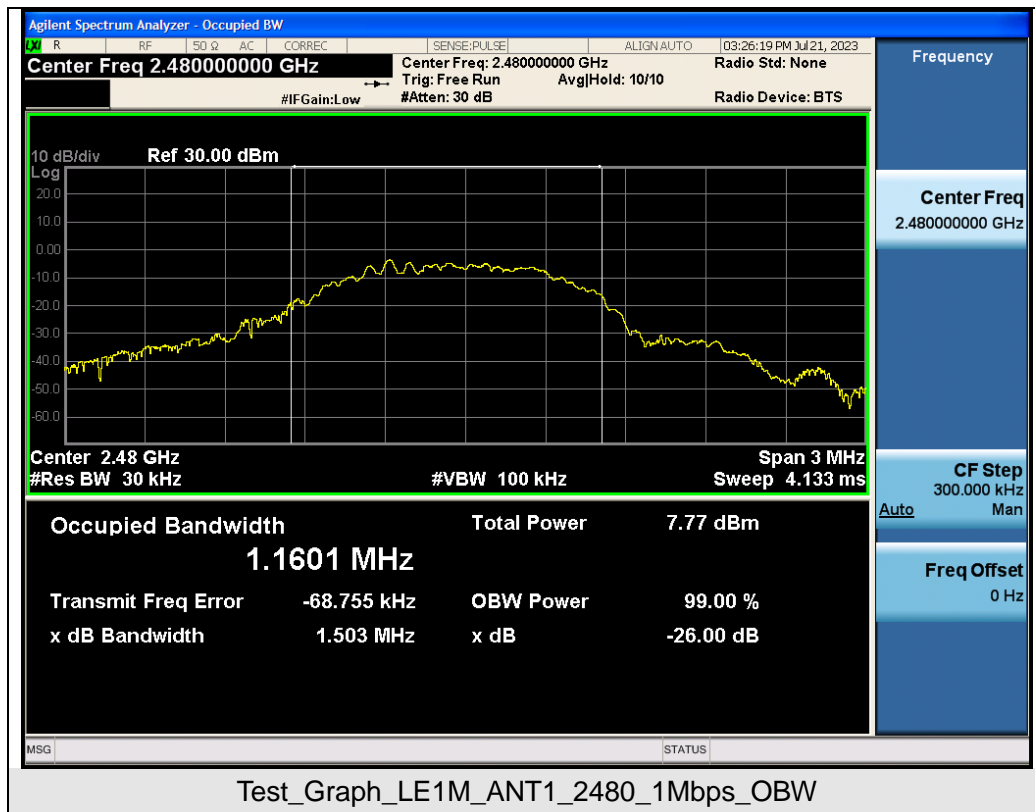 Agilent Spectrum Analyzer - Occupied BW
LXI R RF 50 Ω AC CORREC SENSE:PULSE ALIGN AUTO 03:26:19 PM Jul 21, 2023
Center Freq 2.480000000 GHz
Center Freq: 2.480000000 GHz
Radio Std: None
Trig: Free Run
Avg|Hold: 10/10
#IFGain:Low
#Atten: 30 dB
Radio Device: BTS
10 dB/div
Ref 30.00 dBm
Log
20.0
10.0
0.00
-10.0
-20.0
-30.0
-40.0
-50.0
-60.0
Center 2.48 GHz
Span 3 MHz
#Res BW 30 kHz
#VBW 100 kHz
Sweep 4.133 ms
Occupied Bandwidth
Total Power
7.77 dBm
1.1601 MHz
Transmit Freq Error
-68.755 kHz
OBW Power
99.00 %
x dB Bandwidth
1.503 MHz
x dB
-26.00 dB
Frequency
Center Freq
2.480000000 GHz
CF Step
300.000 kHz
Auto Man
Freq Offset
0 Hz
MSG
STATUS
Test_Graph_LE1M_ANT1_2480_1Mbps_OBW